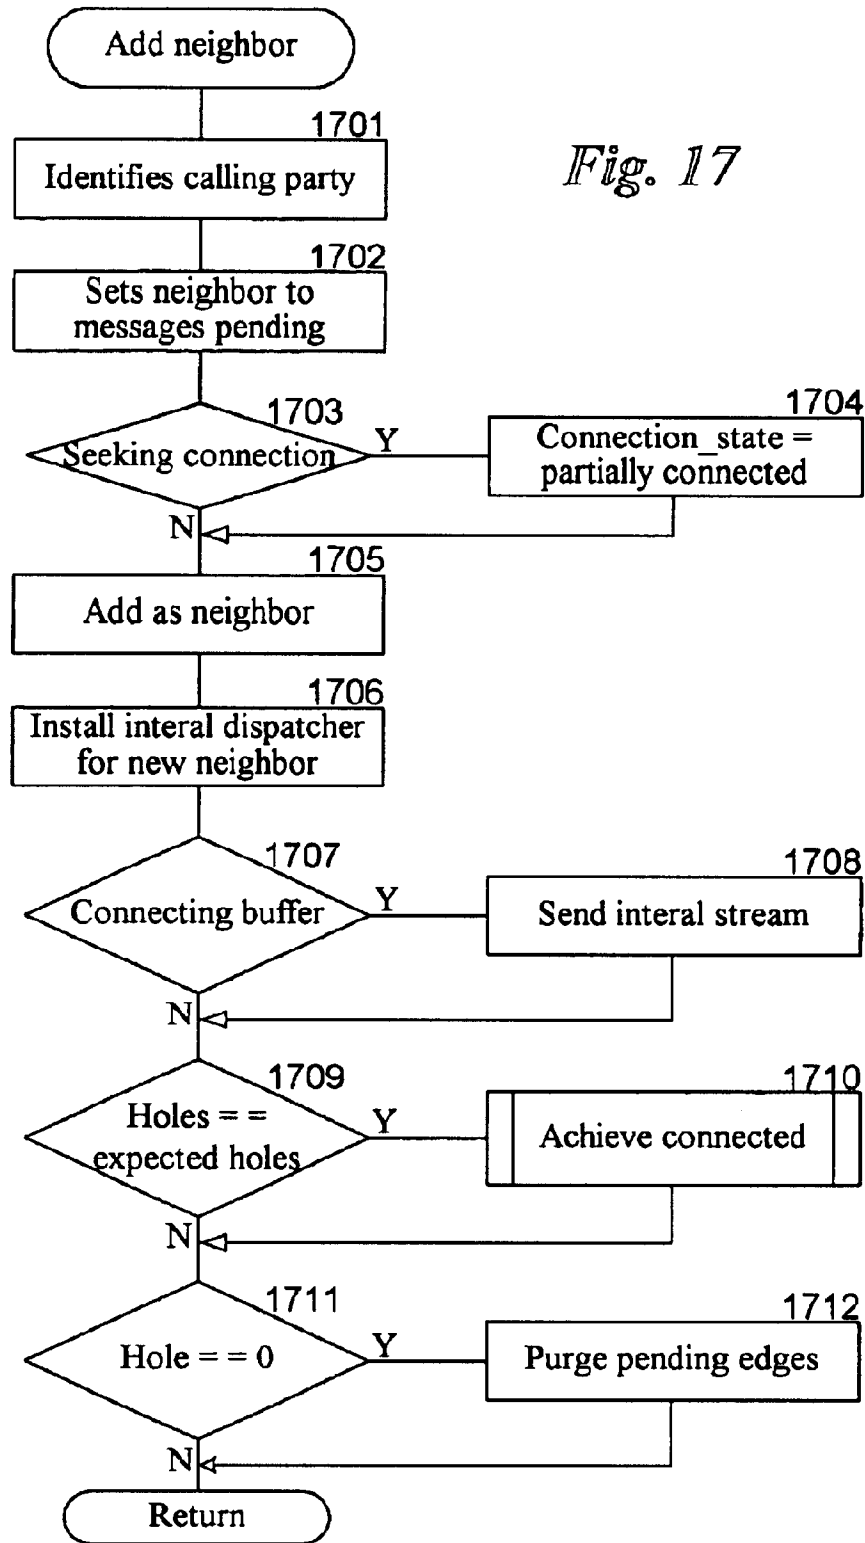 Add neighbor
1701
Identifies calling party
Fig. 17
1702
Sets neighbor to
messages pending
1703
Seeking connection
Y
1704
Connection_state =
partially connected
N
1705
Add as neighbor
1706
Install interal dispatcher
for new neighbor
1707
Connecting buffer
Y
1708
Send interal stream
N
1709
Holes = =
expected holes
Y
1710
Achieve connected
N
1711
Hole = = 0
Y
1712
Purge pending edges
N
Return